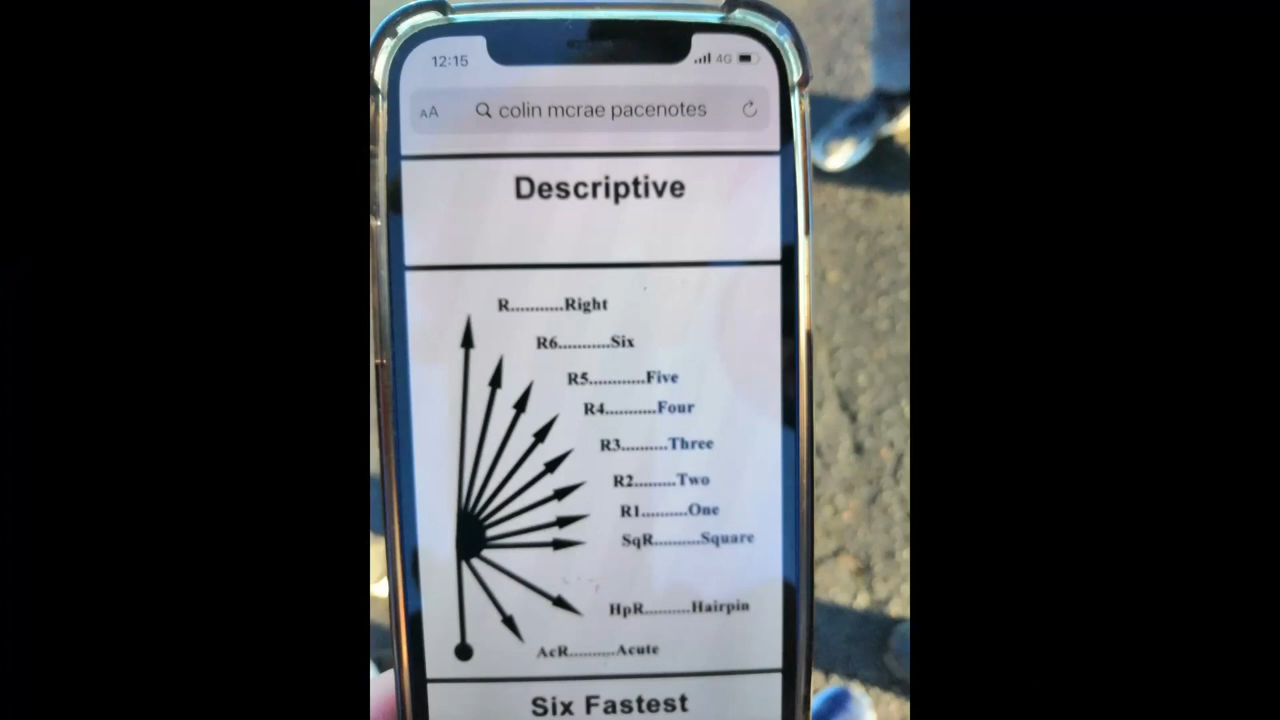 12:15
4G
AA
colin mcrae pacenotes
Descriptive
R...........Right
R6...........Six
R5............Five
R4...........Four
R3..........Three
R2.........Two
R1..........One
SqR..........Square
HpR..........Hairpin
AcR..........Acute
Six Fastest